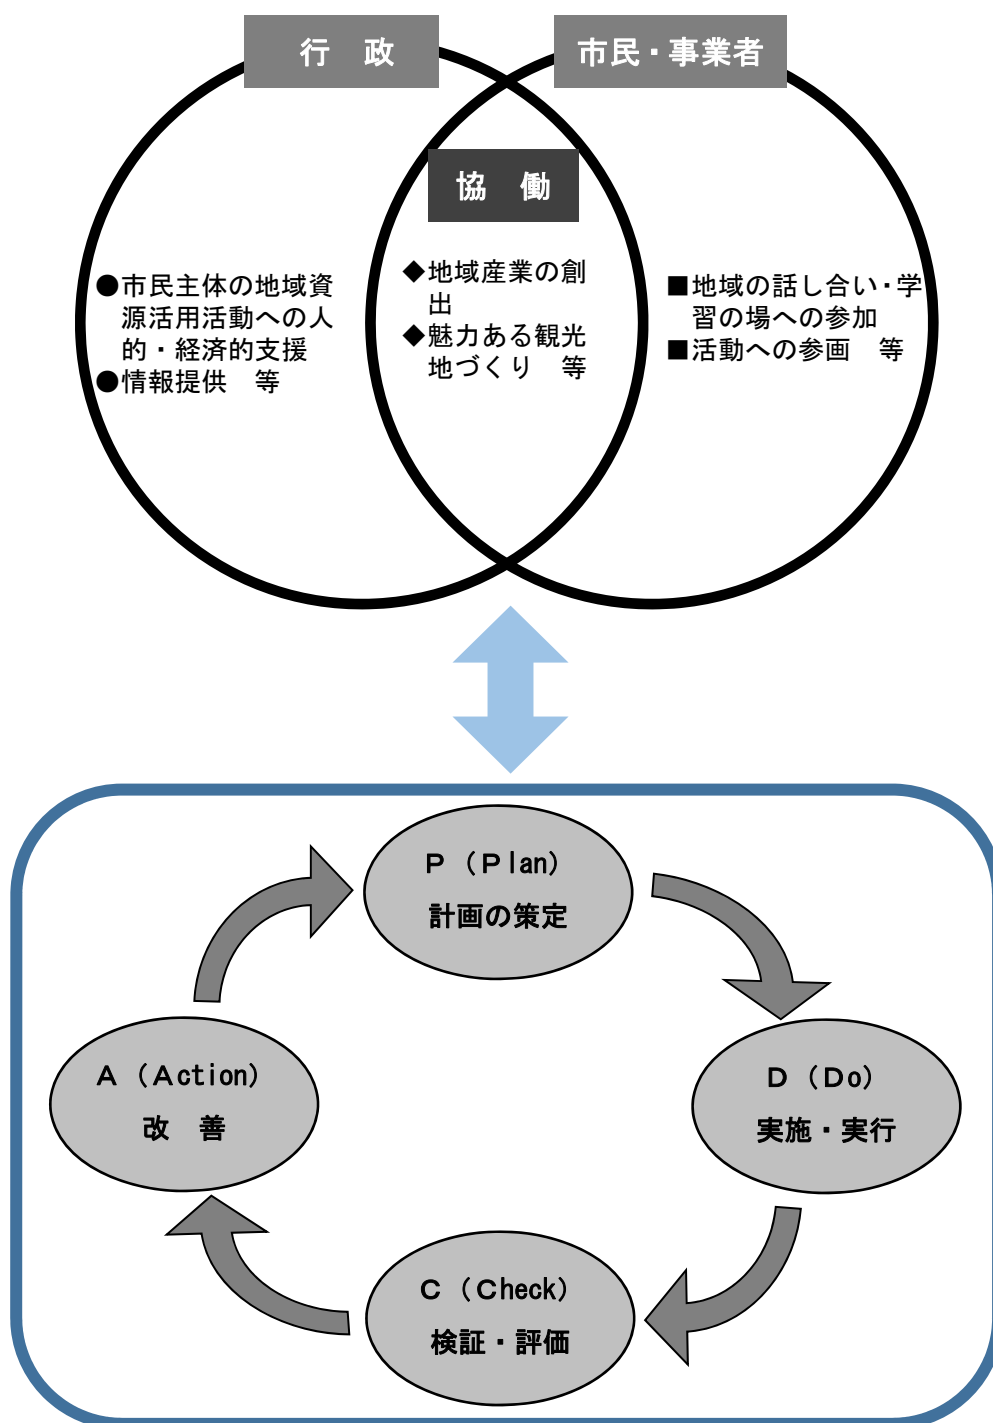 行　政
市民・事業者
協　働
●市民主体の地域資
源活用活動への人
的・経済的支援
●情報提供　等
◆地域産業の創
出
◆魅力ある観光
地づくり　等
■地域の話し合い・学
習の場への参加
■活動への参画　等
Ｐ（Ｐlan）
計画の策定
Ａ（Ａction）
改　善
Ｄ（Ｄo）
実施・実行
Ｃ（Ｃheck）
検証・評価